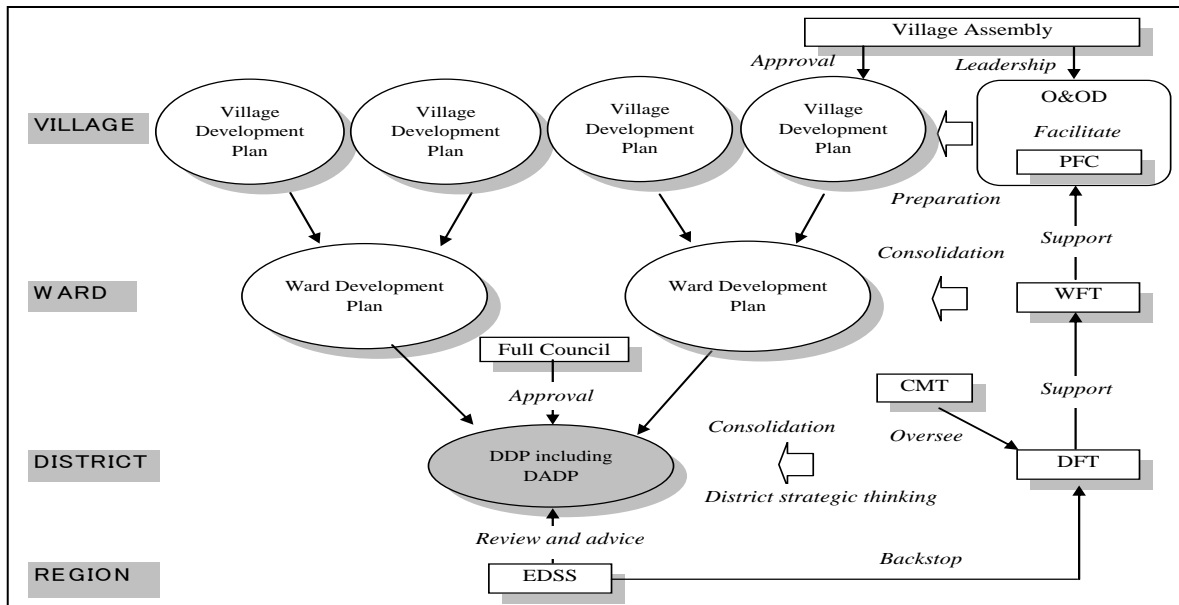 Village Assembly
Approval
Leadership
VILLAGE
Village
Development
Plan
Village
Development
Plan
Village
Development
Plan
Village
Development
Plan
O&OD
Facilitate
PFC
Preparation
Support
Consolidation
WARD
Ward Development
Plan
Ward Development
Plan
WFT
Full Council
Approval
CMT
Support
Oversee
Consolidation
DISTRICT
DDP including
DADP
DFT
District strategic thinking
Review and advice
Backstop
REGION
EDSS